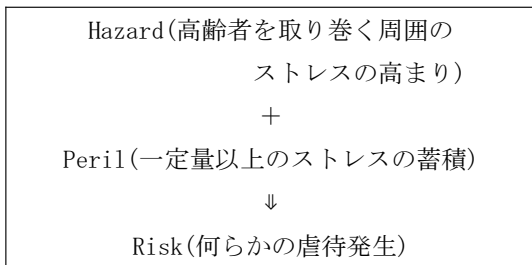 Hazard(高齢者を取り巻く周囲の
ストレスの高まり)
＋
Peril(一定量以上のストレスの蓄積)
⇓
Risk(何らかの虐待発生)